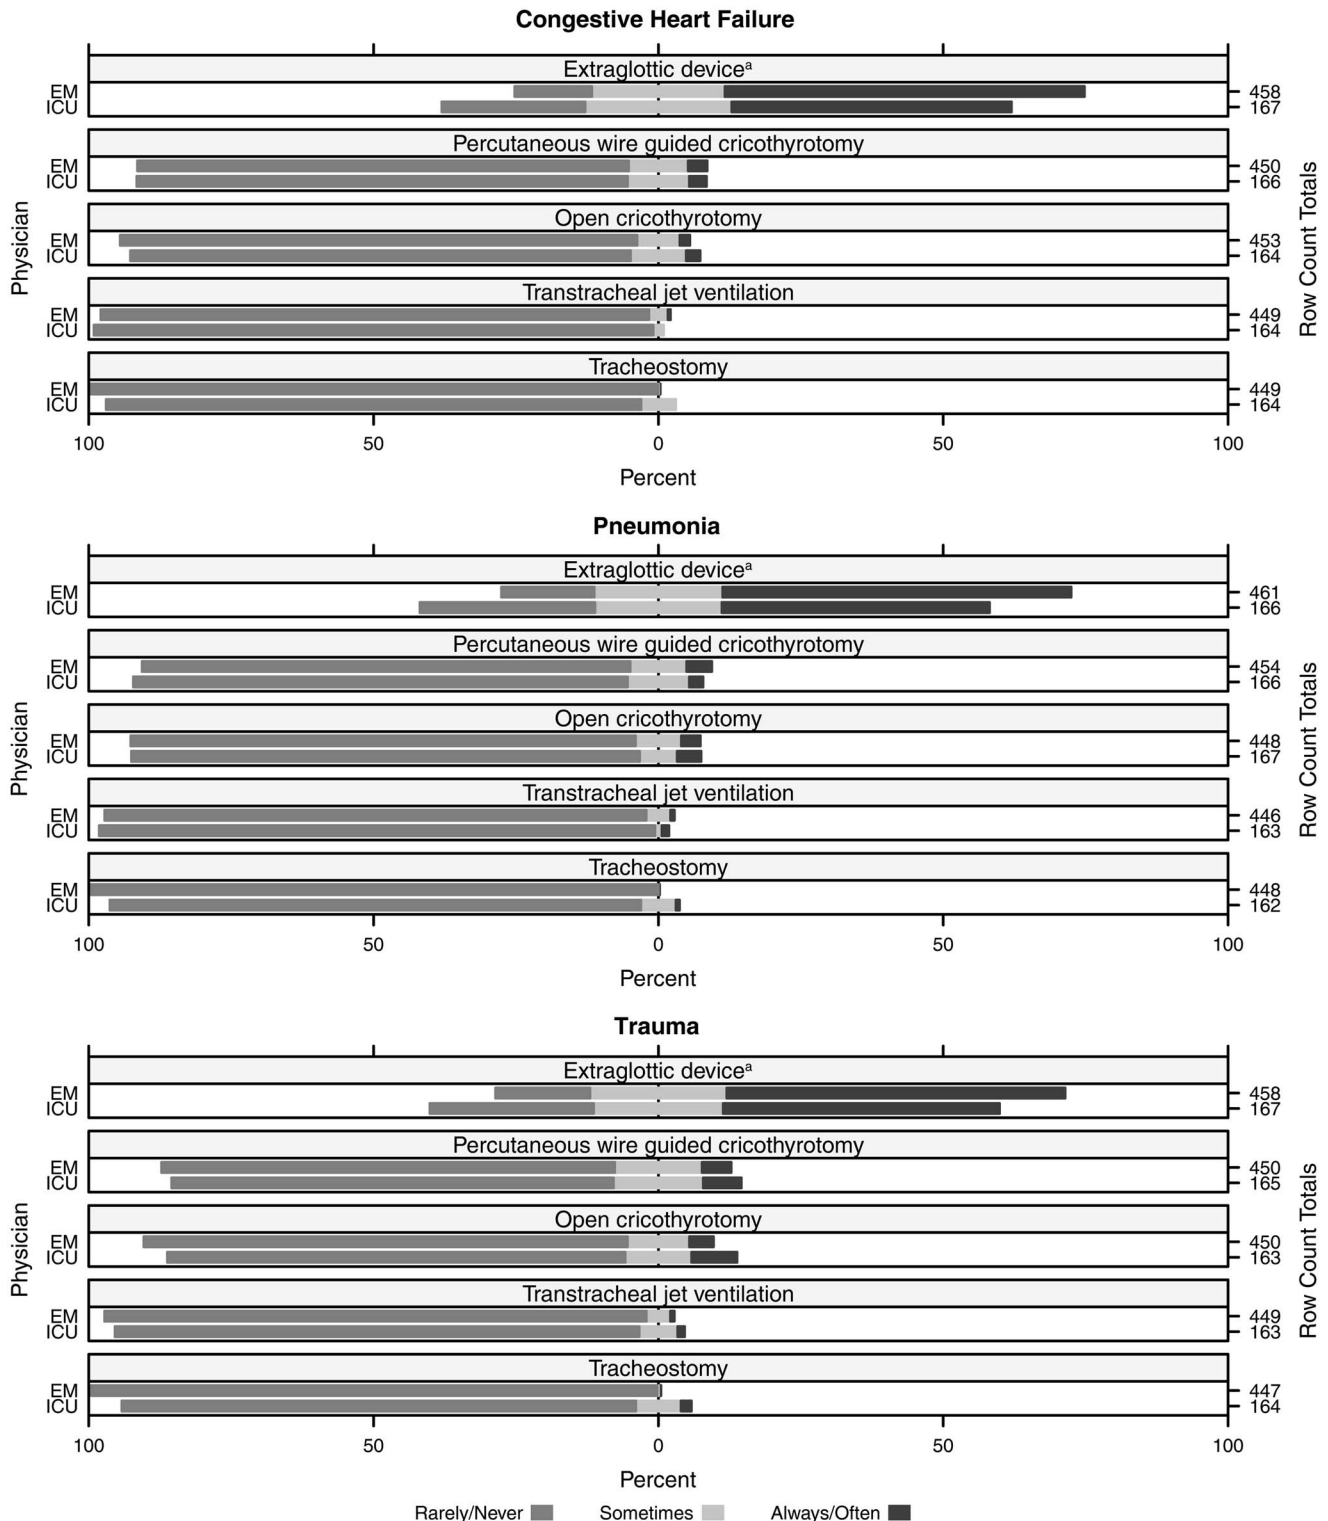 Congestive Heart Failure
Extraglottic deviceᵃ
EM 458
ICU 167
Percutaneous wire guided cricothyrotomy
EM 450
ICU 166
Open cricothyrotomy
EM 453
ICU 164
Transtracheal jet ventilation
EM 449
ICU 164
Tracheostomy
EM 449
ICU 164
Physician
Row Count Totals
100 50 0 50 100
Percent
Pneumonia
Extraglottic deviceᵃ
EM 461
ICU 166
Percutaneous wire guided cricothyrotomy
EM 454
ICU 166
Open cricothyrotomy
EM 448
ICU 167
Transtracheal jet ventilation
EM 446
ICU 163
Tracheostomy
EM 448
ICU 162
Physician
Row Count Totals
100 50 0 50 100
Percent
Trauma
Extraglottic deviceᵃ
EM 458
ICU 167
Percutaneous wire guided cricothyrotomy
EM 450
ICU 165
Open cricothyrotomy
EM 450
ICU 163
Transtracheal jet ventilation
EM 449
ICU 163
Tracheostomy
EM 447
ICU 164
Physician
Row Count Totals
100 50 0 50 100
Percent
Rarely/Never Sometimes Always/Often